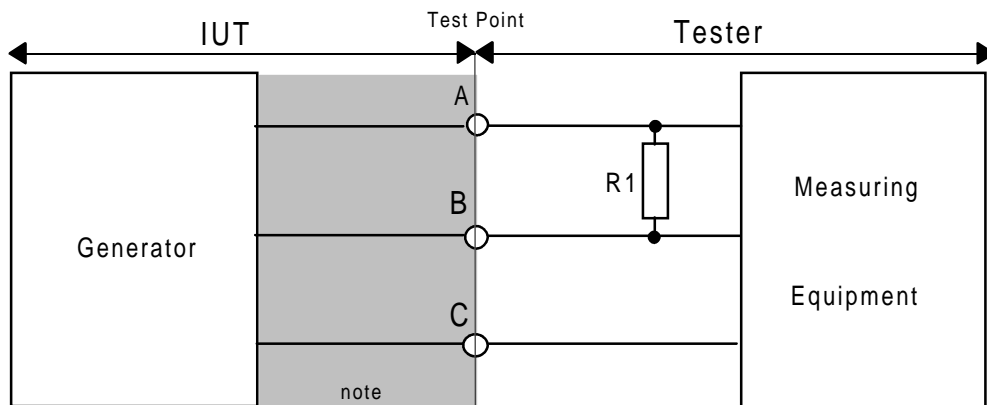 Test Point
IUT
Tester
A
R1
Measuring
B
Generator
Equipment
C
note